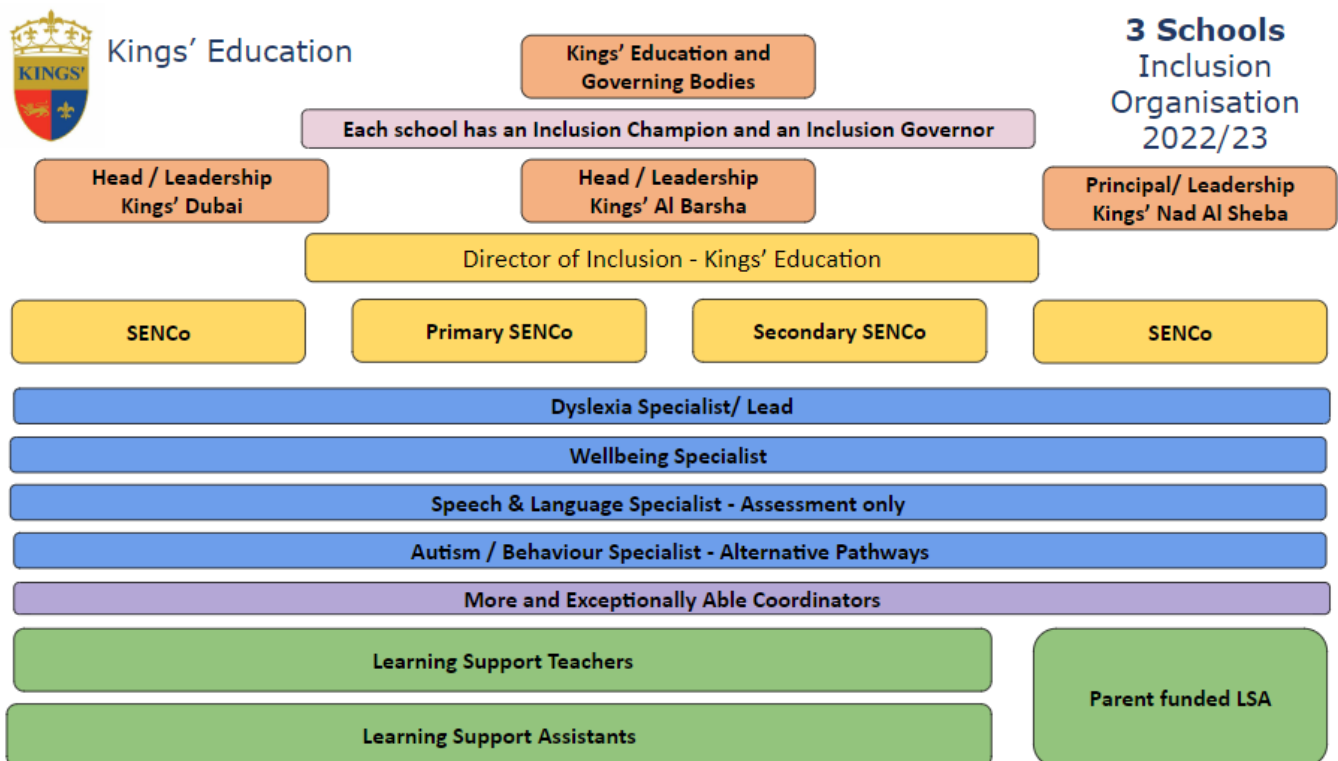 KINGS'
Kings' Education
3 Schools
Inclusion
Organisation
2022/23
Kings' Education and
Governing Bodies
Each school has an Inclusion Champion and an Inclusion Governor
Head / Leadership
Kings' Dubai
Head / Leadership
Kings' Al Barsha
Principal/ Leadership
Kings' Nad Al Sheba
Director of Inclusion - Kings' Education
SENCo
Primary SENCo
Secondary SENCo
SENCo
Dyslexia Specialist/ Lead
Wellbeing Specialist
Speech & Language Specialist - Assessment only
Autism / Behaviour Specialist - Alternative Pathways
More and Exceptionally Able Coordinators
Learning Support Teachers
Parent funded LSA
Learning Support Assistants